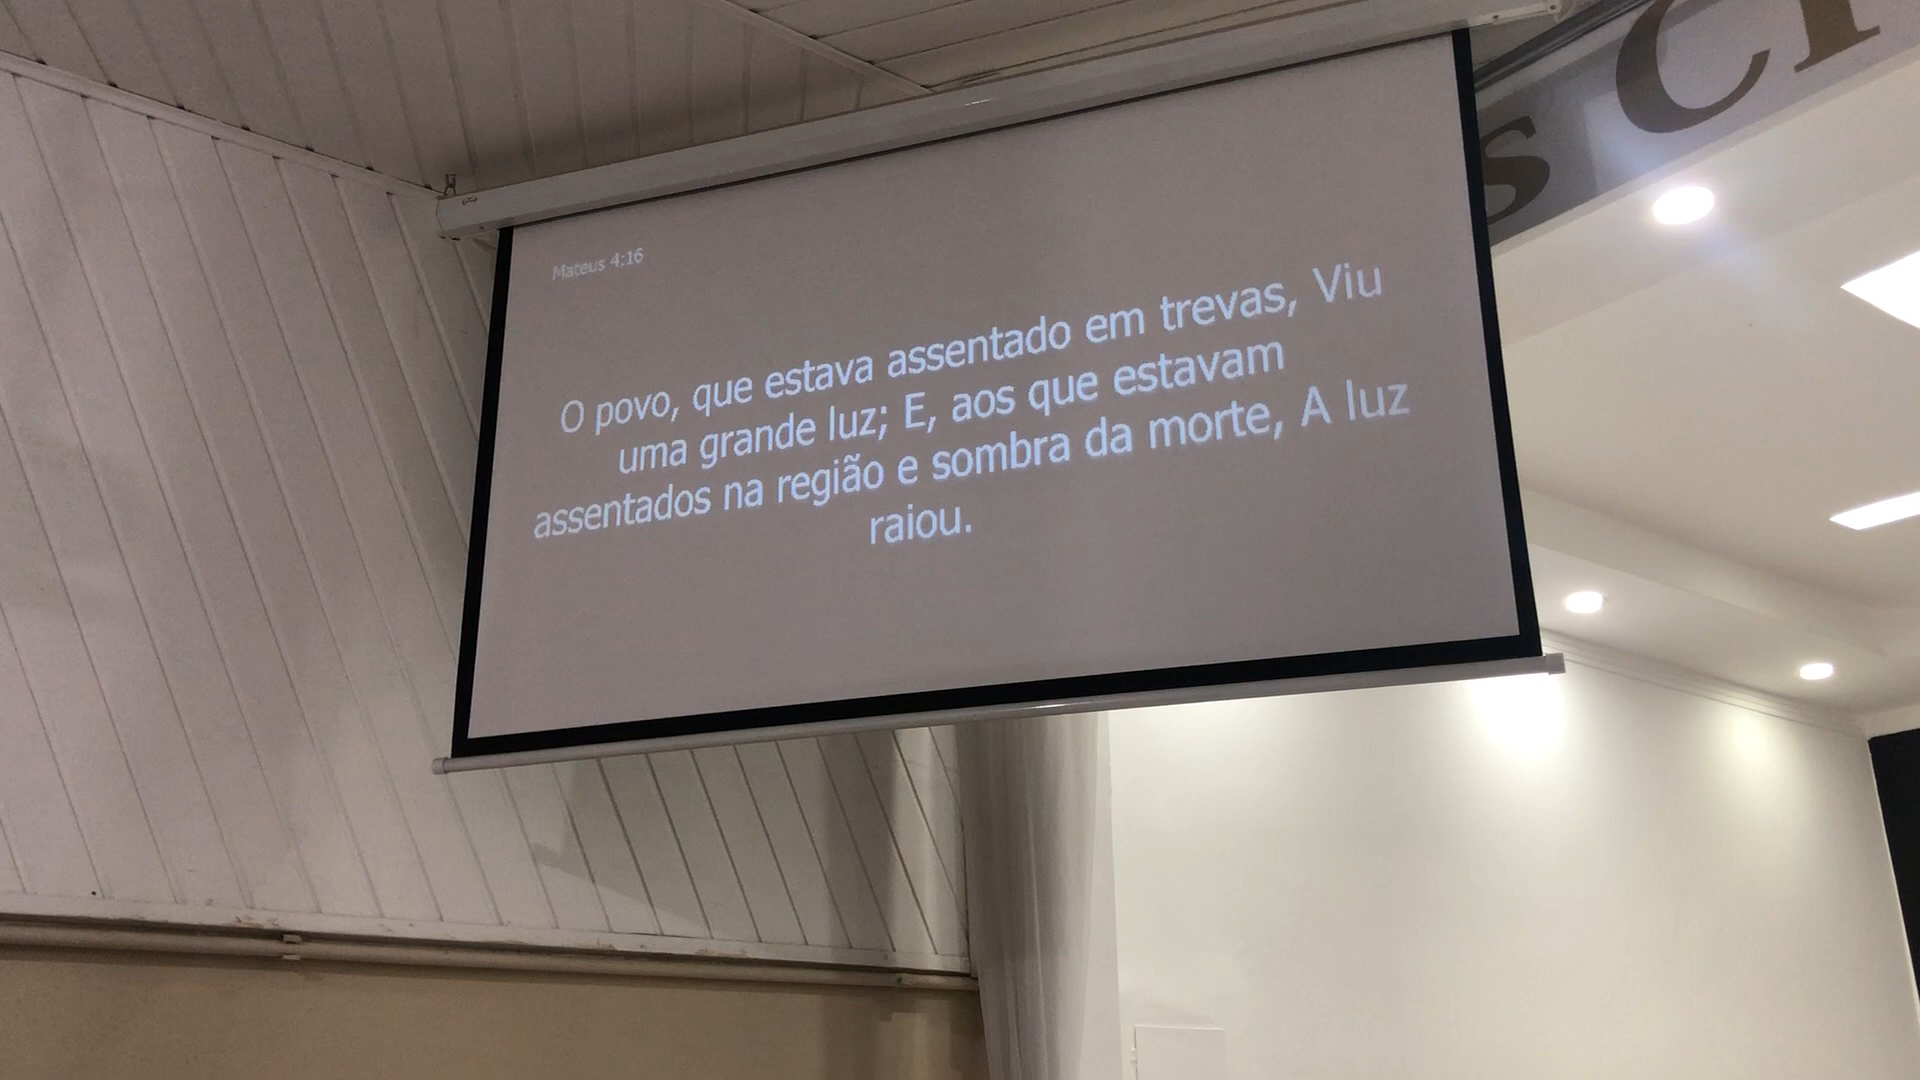 s Cr
Mateus 4:16
O povo, que estava assentado em trevas, Viu
uma grande luz; E, aos que estavam
assentados na região e sombra da morte, A luz
raiou.